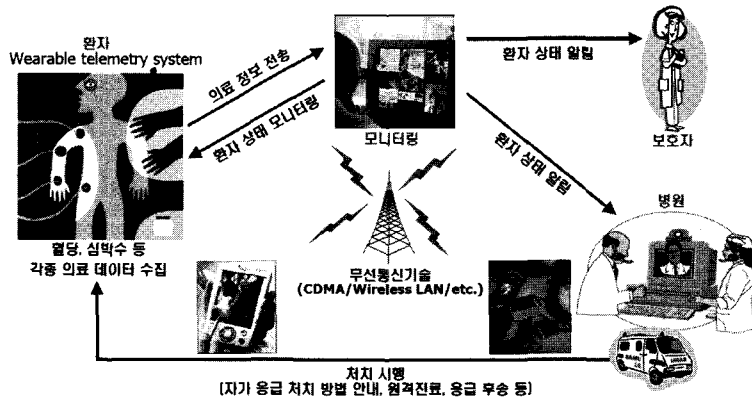 환자
Wearable telemetry system
의료 정보 전송
환자 상태 모니터링
모니터링
환자 상태 알림
보호자
환자 상태 알림
병원
혈당, 심박수 등
각종 의료 데이터 수집
무선통신기술
(CDMA/Wireless LAN/etc.)
처치 시행
(자가 응급 처치 방법 안내, 원격진료, 응급 후송 등)